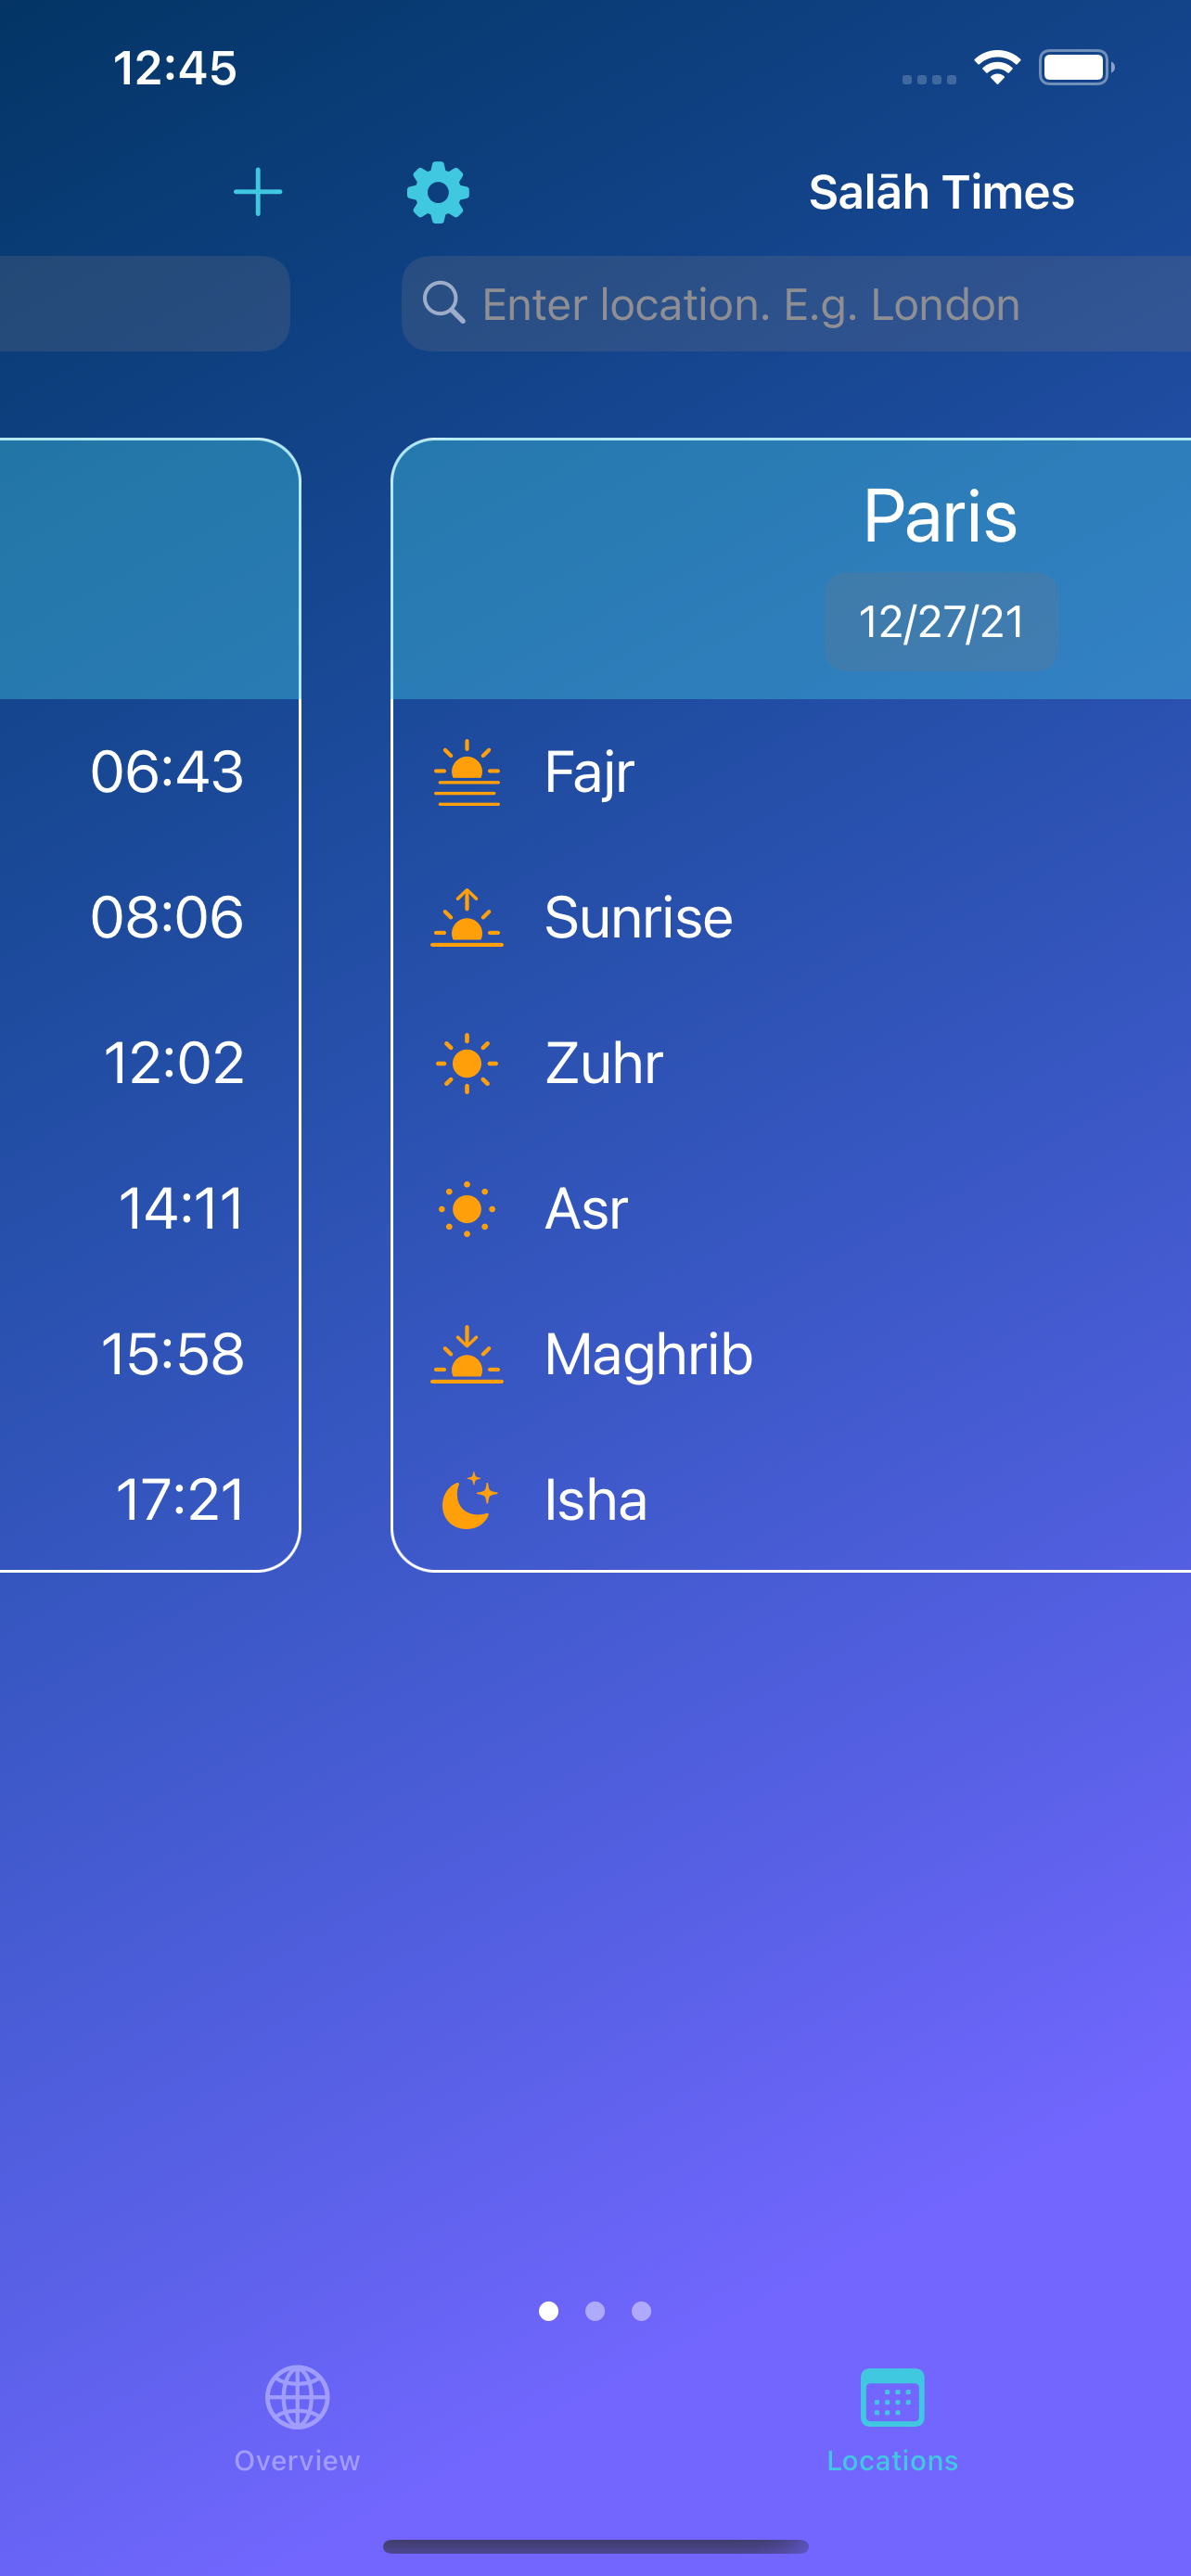 12:45
Salāh Times
Enter location. E.g. London
Paris
12/27/21
06:43
Fajr
08:06
Sunrise
12:02
Zuhr
14:11
Asr
15:58
Maghrib
17:21
Isha
Overview
Locations